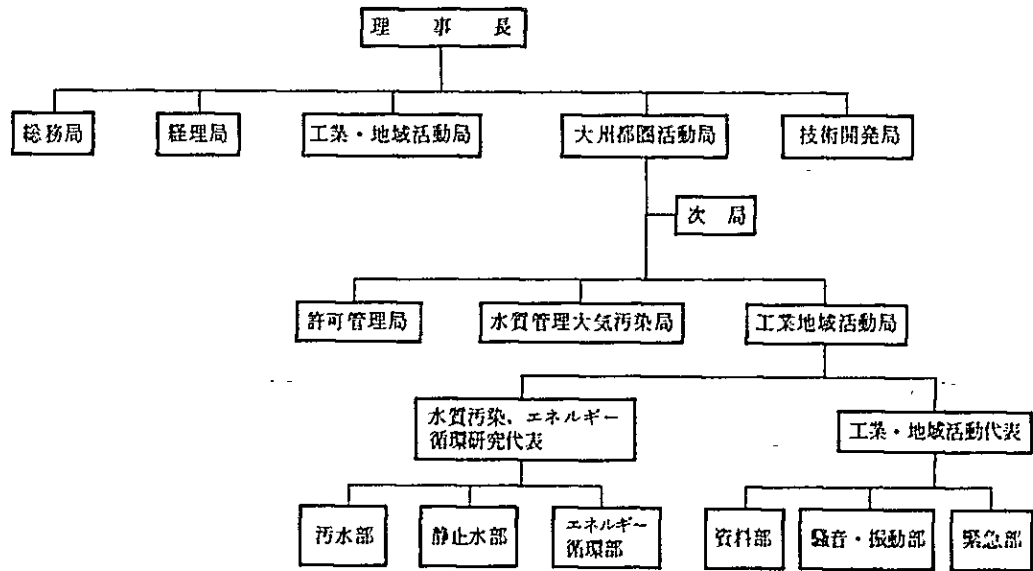 理 事 長
総務局
経理局
工業・地域活動局
大州都圏活動局
技術開発局
次 局
許可管理局
水質管理大気汚染局
工業地域活動局
水質汚染、エネルギー
循環研究代表
工業・地域活動代表
汚水部
静止水部
エネルギー
循環部
資料部
騒音・振動部
緊急部